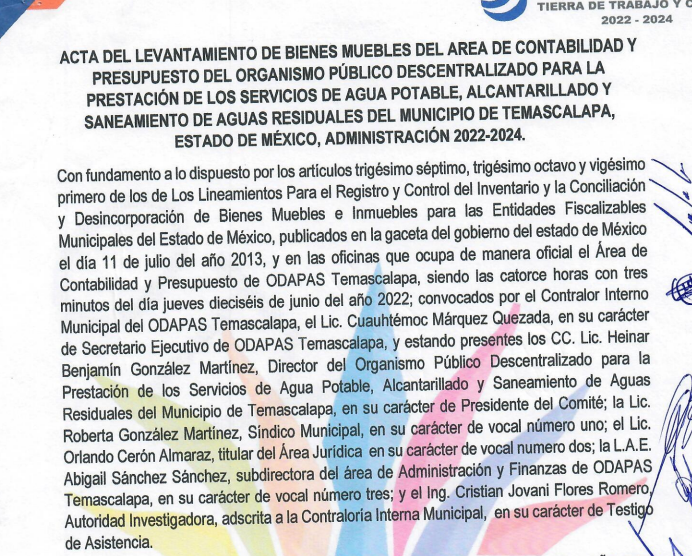 TIERRA DE TRABAJO Y
2022 - 2024
ACTA DEL LEVANTAMIENTO DE BIENES MUEBLES DEL AREA DE CONTABILIDAD Y
PRESUPUESTO DEL ORGANISMO PÚBLICO DESCENTRALIZADO PARA LA
PRESTACIÓN DE LOS SERVICIOS DE AGUA POTABLE, ALCANTARILLADO Y
SANEAMIENTO DE AGUAS RESIDUALES DEL MUNICIPIO DE TEMASCALAPA,
ESTADO DE MÉXICO, ADMINISTRACIÓN 2022-2024.
Con fundamento a lo dispuesto por los artículos trigésimo séptimo, trigésimo octavo y vigésimo
primero de los de Los Lineamientos Para el Registro y Control del Inventario y la Conciliación
y Desincorporación de Bienes Muebles e Inmuebles para las Entidades Fiscalizables
Municipales del Estado de México, publicados en la gaceta del gobierno del estado de México
el día 11 de julio del año 2013, y en las oficinas que ocupa de manera oficial el Área de
Contabilidad y Presupuesto de ODAPAS Temascalapa, siendo las catorce horas con tres
minutos del día jueves dieciséis de junio del año 2022; convocados por el Contralor Interno
Municipal del ODAPAS Temascalapa, el Lic. Cuauhtémoc Márquez Quezada, en su carácter
de Secretario Ejecutivo de ODAPAS Temascalapa, y estando presentes los CC. Lic. Heinar
Benjamín González Martínez, Director del Organismo Público Descentralizado para la
Prestación de los Servicios de Agua Potable, Alcantarillado y Saneamiento de Aguas
Residuales del Municipio de Temascalapa, en su carácter de Presidente del Comité; la Lic.
Roberta González Martínez, Sindico Municipal, en su carácter de vocal número uno; el Lic.
Orlando Cerón Almaraz, titular del Área Jurídica en su carácter de vocal numero dos; la L.A.E.
Abigail Sánchez Sánchez, subdirectora del área de Administración y Finanzas de ODAPAS
Temascalapa, en su carácter de vocal número tres; y el Ing. Cristian Jovani Flores Romero,
Autoridad Investigadora, adscrita a la Contraloría Interna Municipal, en su carácter de Testigo
de Asistencia.